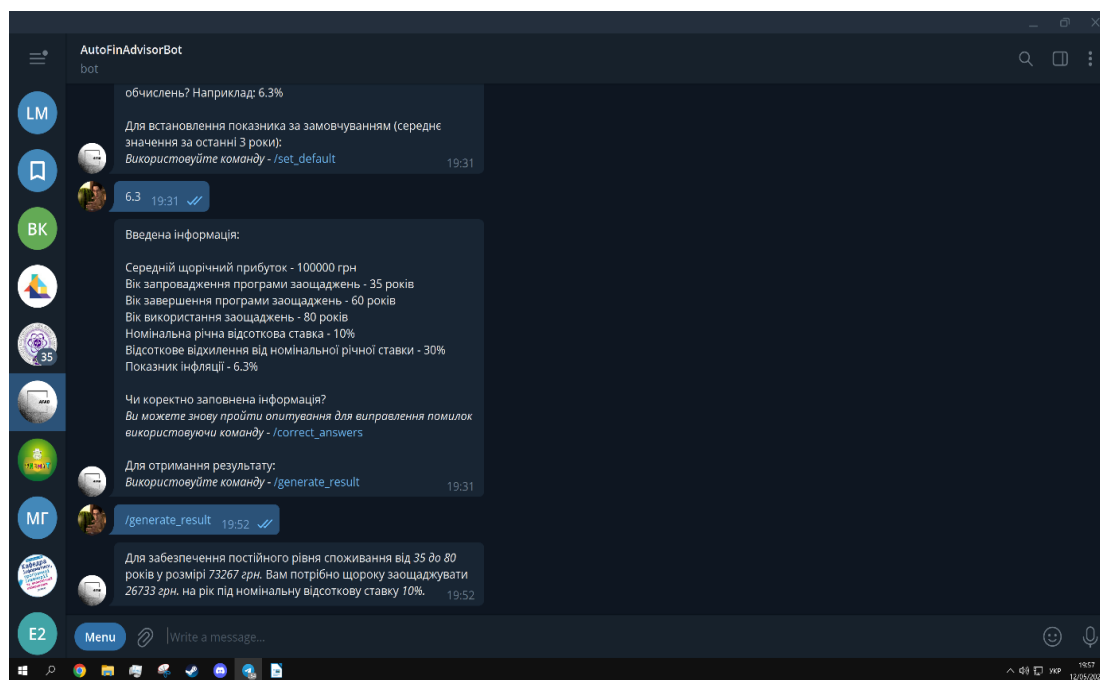 AutoFinAdvisorBot
bot
обчислень? Наприклад: 6.3%
Для встановлення показника за замовчуванням (середнє
значення за останні 3 роки):
Використовуйте команду - /set_default
19:31
6.3 19:31
Введена інформація:
Середній щорічний прибуток - 100000 грн
Вік запровадження програми заощаджень - 35 років
Вік завершення програми заощаджень - 60 років
Вік використання заощаджень - 80 років
Номінальна річна відсоткова ставка - 10%
Відсоткове відхилення від номінальної річної ставки - 30%
Показник інфляції - 6.3%
Чи коректно заповнена інформація?
Ви можете знову пройти опитування для виправлення помилок
використовуючи команду - /correct_answers
Для отримання результату:
Використовуйте команду - /generate_result
19:31
/generate_result 19:52
Для забезпечення постійного рівня споживання від 35 до 80
років у розмірі 73267 грн. Вам потрібно щороку заощаджувати
26733 грн. на рік під номінальну відсоткову ставку 10%.
19:52
LM
ВК
35
МГ
E2
Menu
Write a message...
УКР
19:57
12/05/202